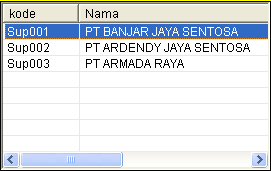 kode Nama
Sup001 PT BANJAR JAYA SENTOSA
Sup002 PT ARDENDY JAYA SENTOSA
Sup003 PT ARMADA RAYA